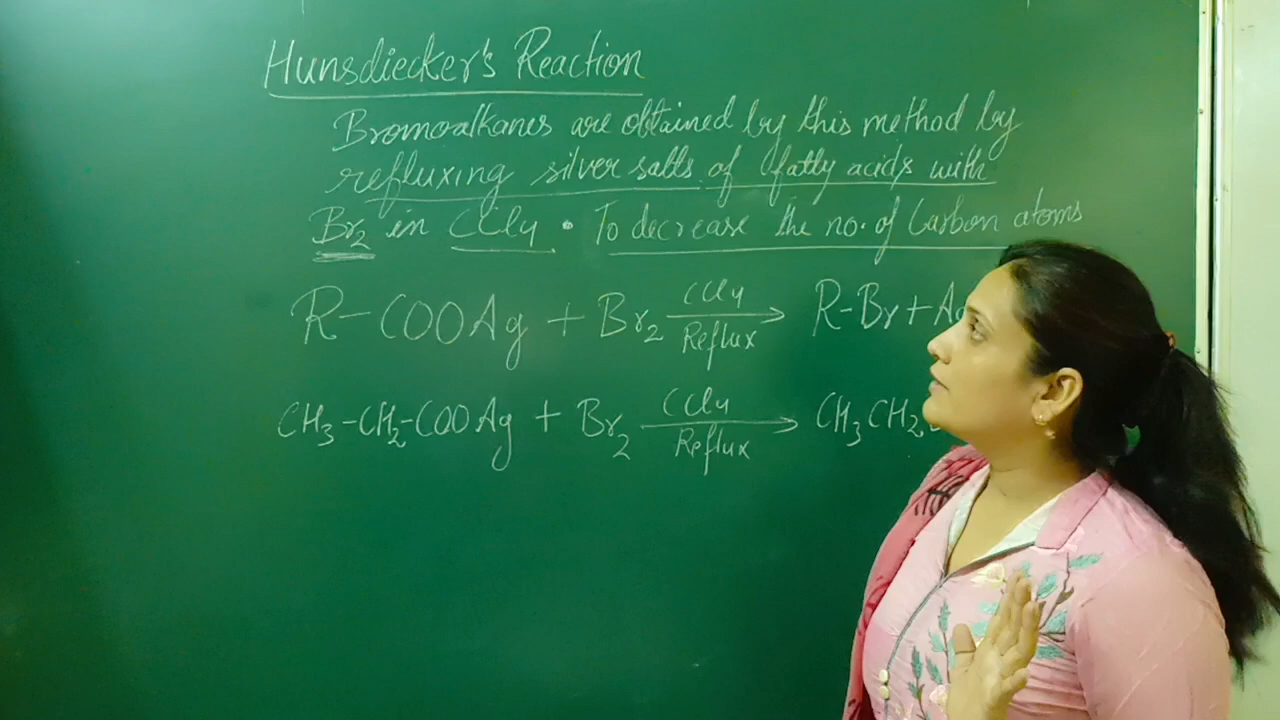 Hunsdiecker's Reaction
Bromoalkanes are obtained by this method by
refluxing silver salts of fatty acids with
Br2 in CCl4. To decrease the no. of Carbon atoms
R-COOAg + Br2 CCl4 Reflux → R-Br + Ag
CH3-CH2-COOAg + Br2 CCl4 Reflux → CH3CH2